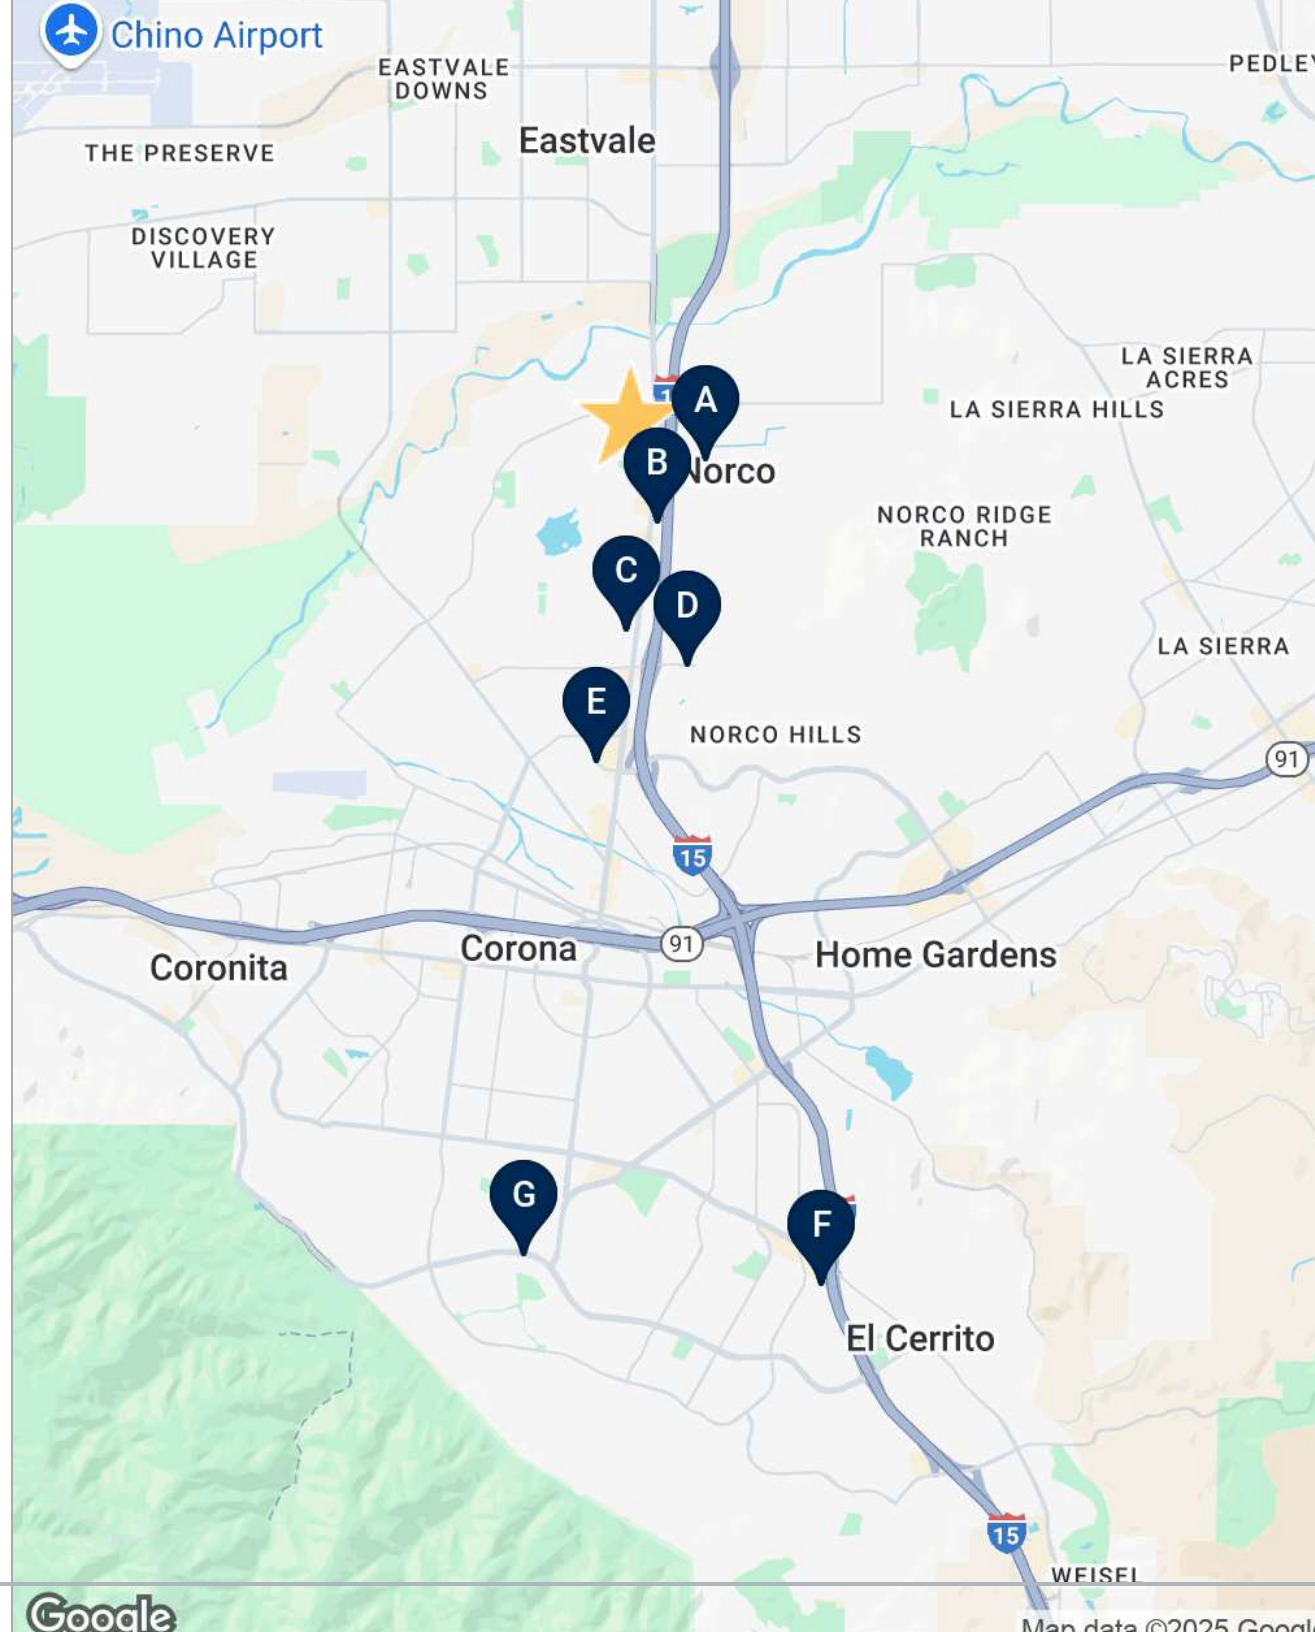 Chino Airport
EASTVALE
DOWNS
PEDLEY
Eastvale
THE PRESERVE
DISCOVERY
VILLAGE
LA SIERRA
ACRES
A
LA SIERRA HILLS
B
Norco
NORCO RIDGE
RANCH
C
D
LA SIERRA
E
NORCO HILLS
91
15
Corona
91
Home Gardens
Coronita
G
F
El Cerrito
15
WEISEL
Google
Map data ©2025 Google